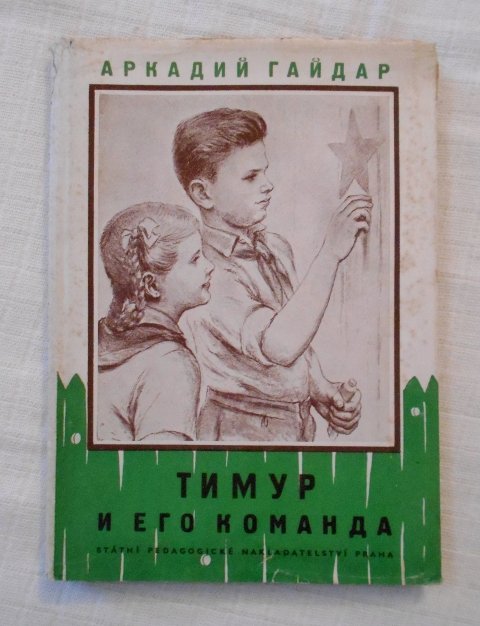 АРКАДИЙ ГАЙДАР
ТИМУР
И ЕГО КОМАНДА
STÁTNÍ PEDAGOGICKÉ NAKLADATELSTVÍ PRAHA